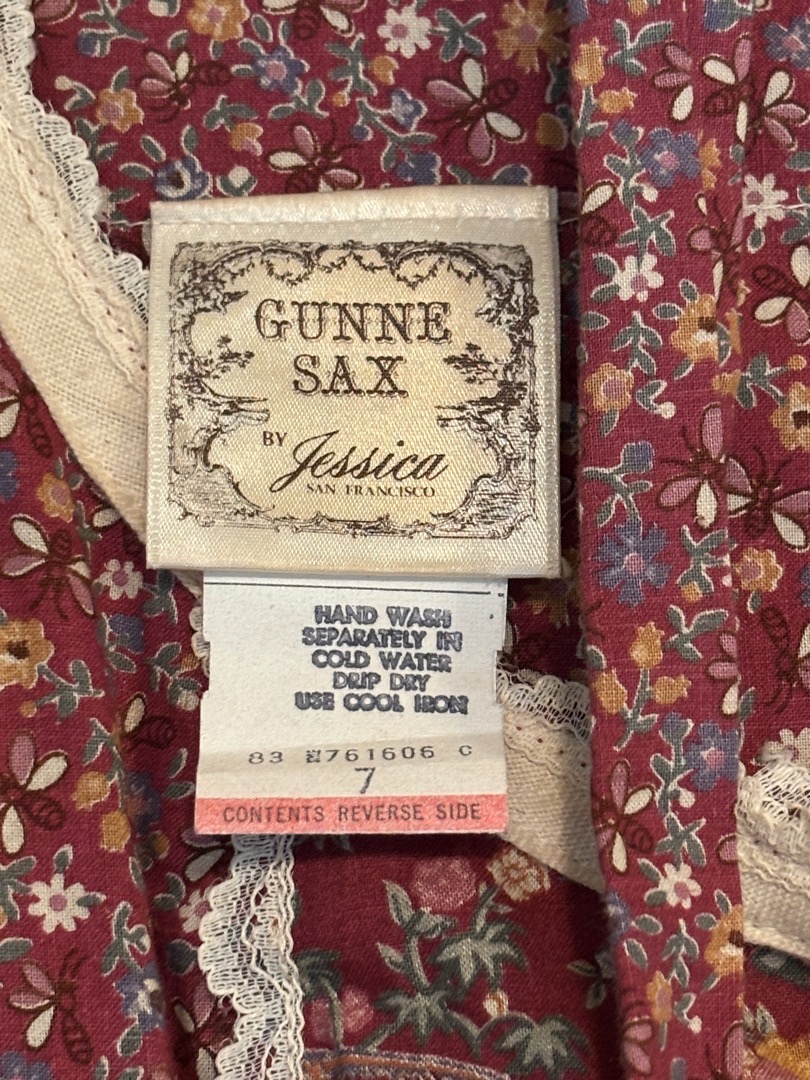 GUNNE
SAX
BY Jessica
SAN FRANCISCO
HAND WASH
SEPARATELY IN
COLD WATER
DRIP DRY
USE COOL IRON
83 N761606 C
7
CONTENTS REVERSE SIDE